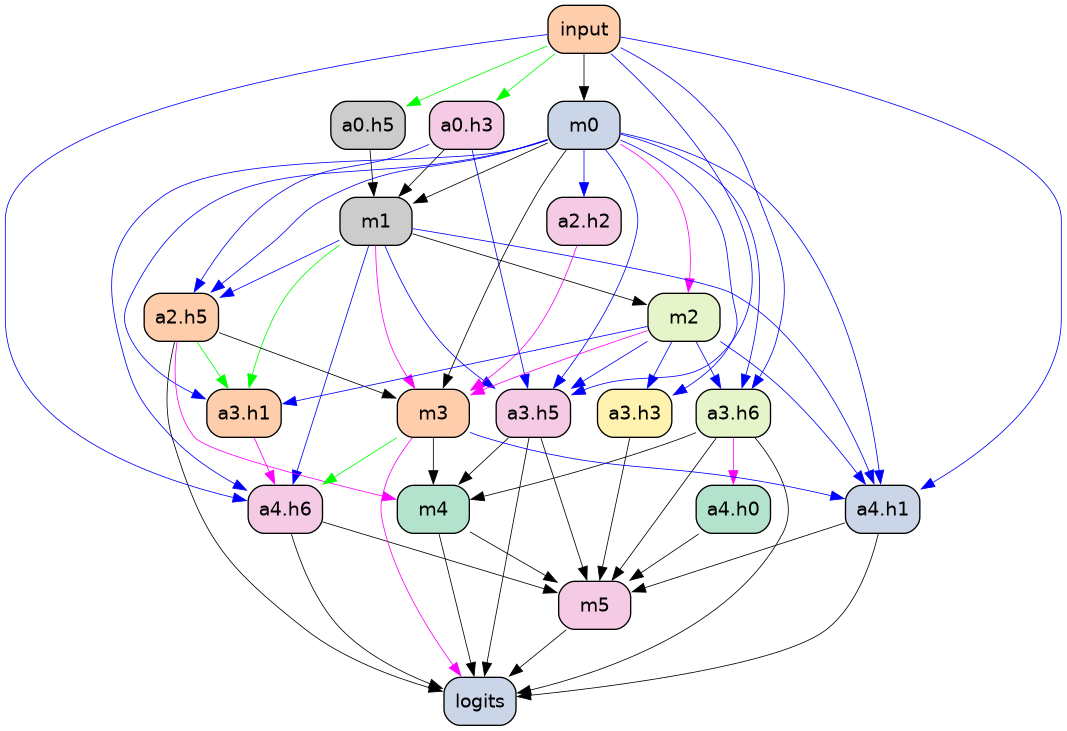 input
a0.h5 a0.h3 m0
m1 a2.h2
a2.h5 m2
a3.h1 m3 a3.h5 a3.h3 a3.h6
a4.h6 m4 a4.h0 a4.h1
m5
logits